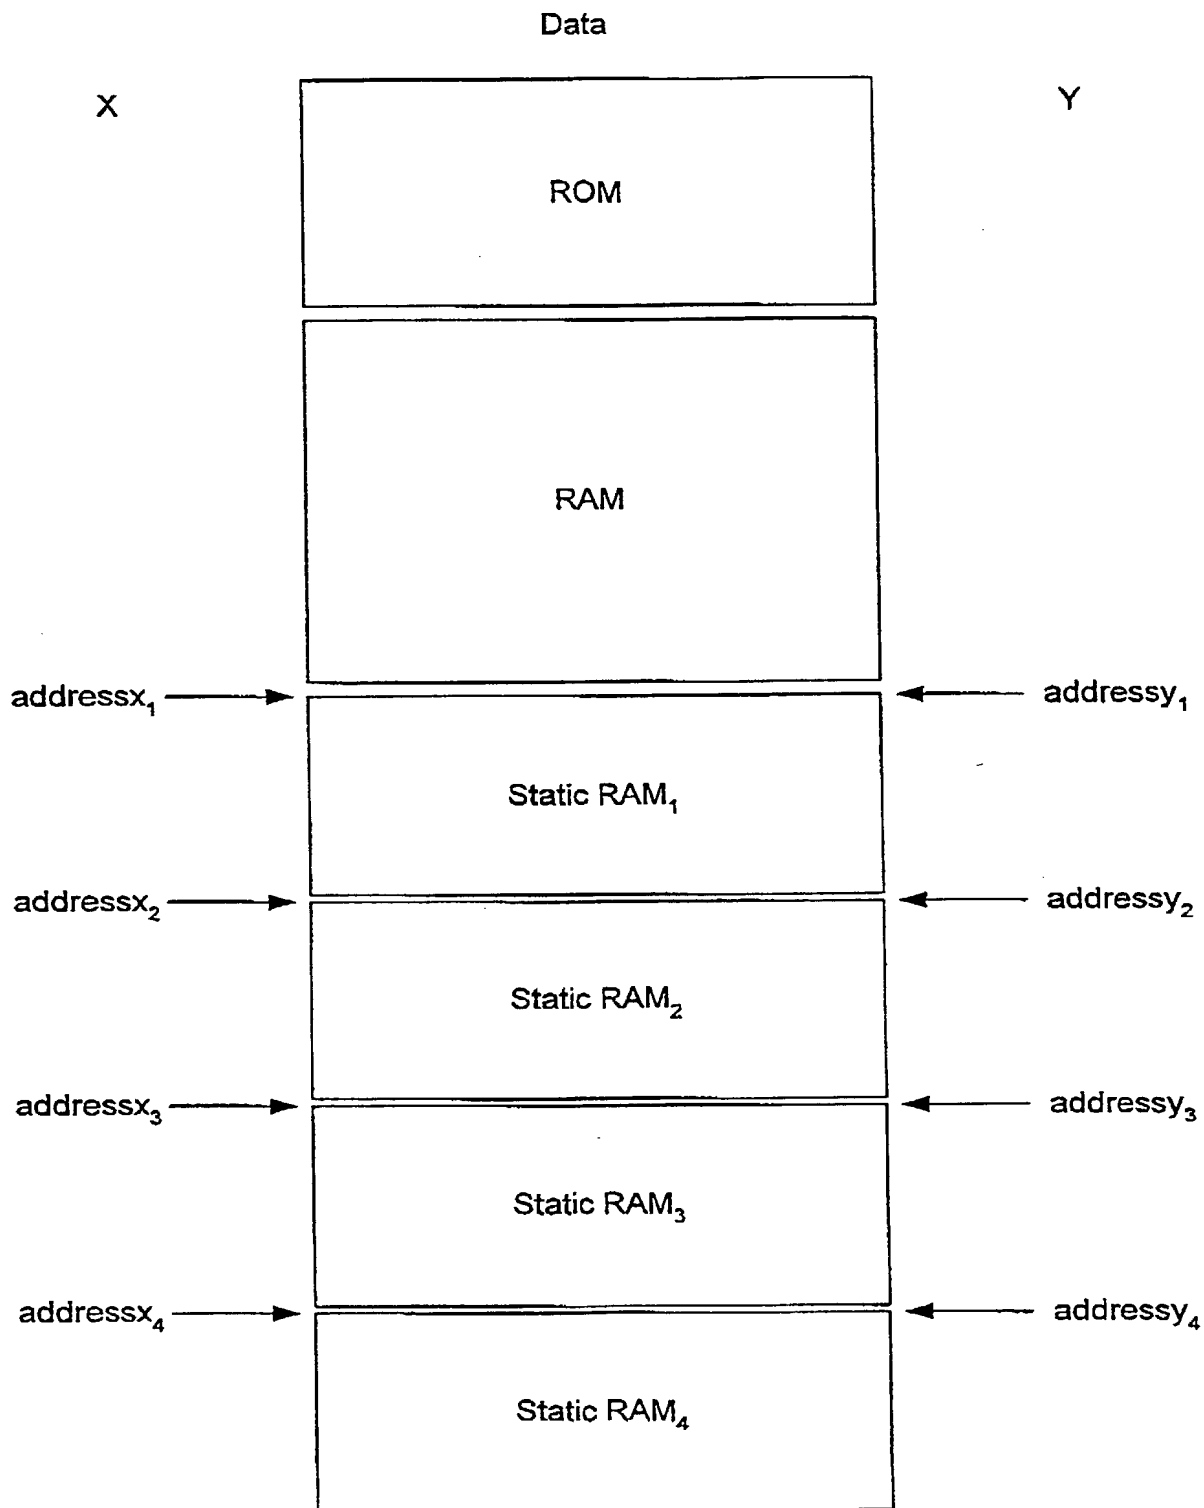 Data
X
Y
ROM
RAM
addressx₁
addressy₁
Static RAM₁
addressx₂
addressy₂
Static RAM₂
addressx₃
addressy₃
Static RAM₃
addressx₄
addressy₄
Static RAM₄